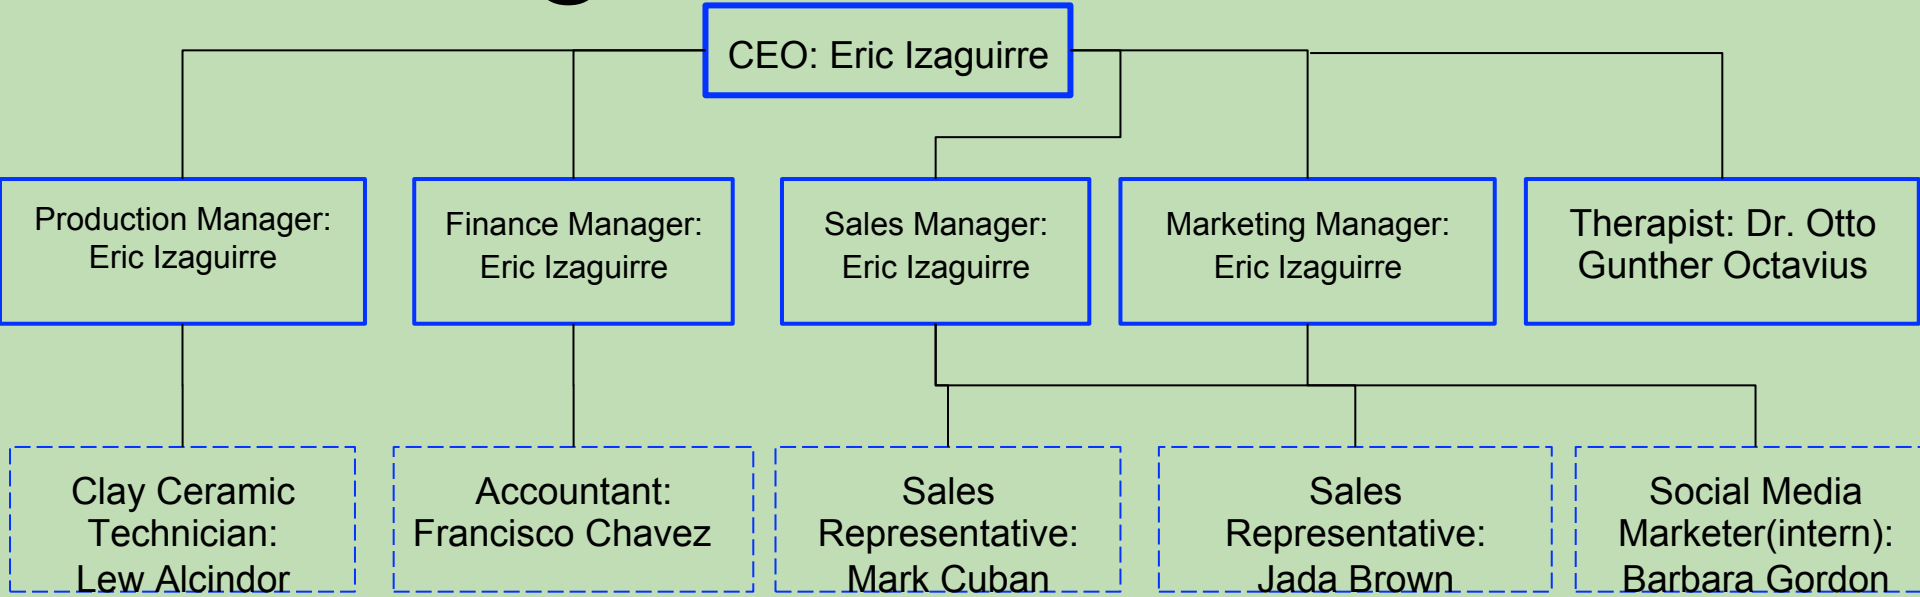 CEO: Eric Izaguirre
Production Manager:
Eric Izaguirre
Finance Manager:
Eric Izaguirre
Sales Manager:
Eric Izaguirre
Marketing Manager:
Eric Izaguirre
Therapist: Dr. Otto
Gunther Octavius
Clay Ceramic
Technician:
Lew Alcindor
Accountant:
Francisco Chavez
Sales
Representative:
Mark Cuban
Sales
Representative:
Jada Brown
Social Media
Marketer(intern):
Barbara Gordon